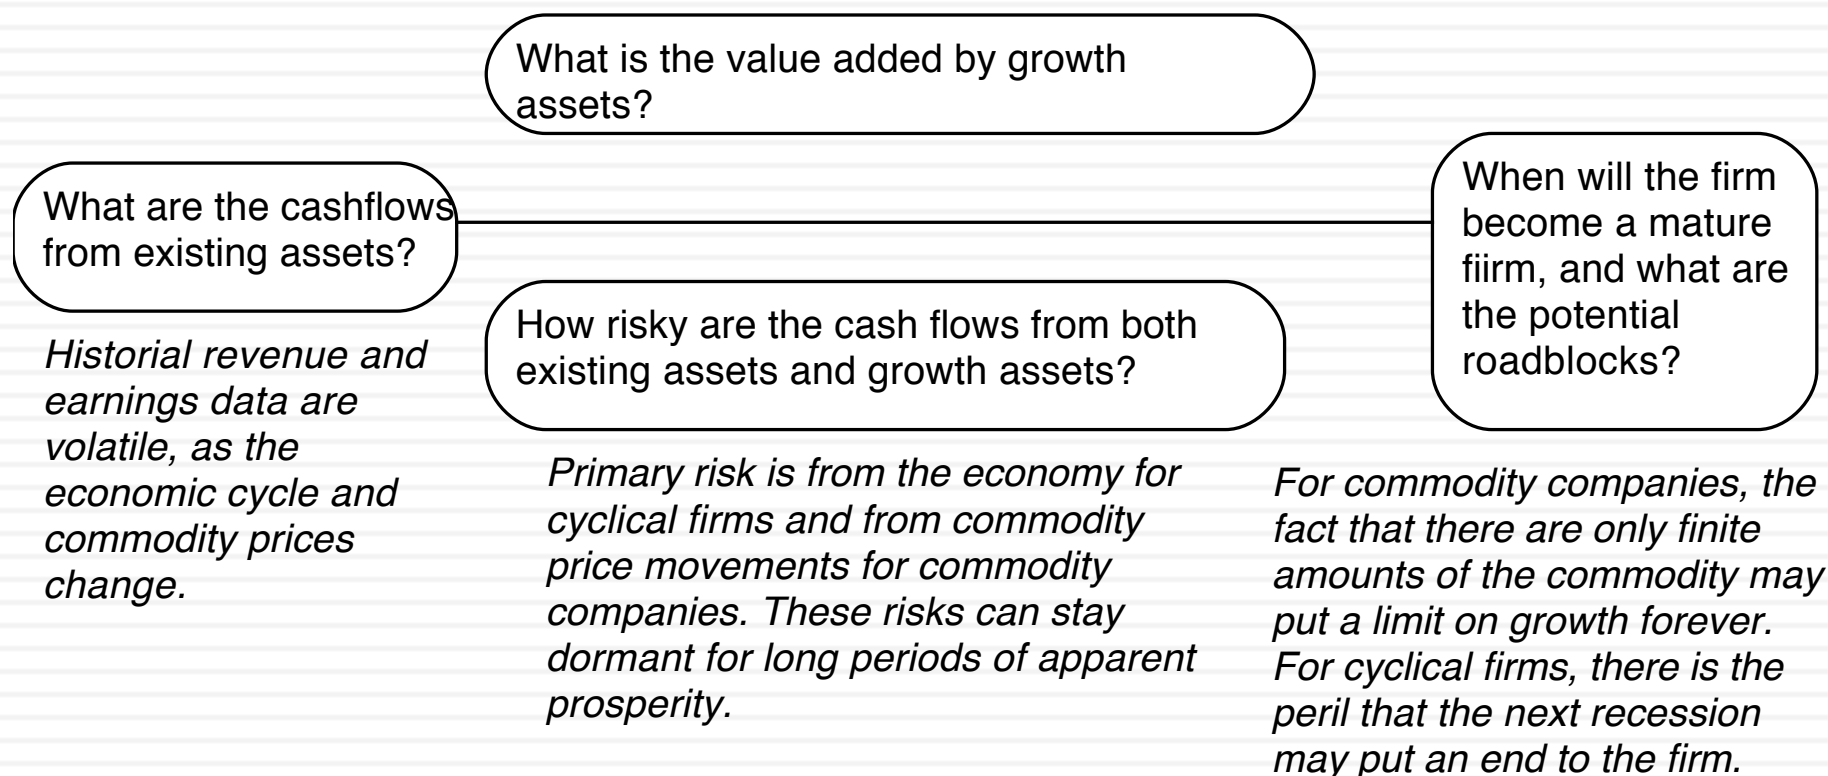 What is the value added by growth
assets?
What are the cashflows
from existing assets?
Historial revenue and
earnings data are
volatile, as the
economic cycle and
commodity prices
change.
How risky are the cash flows from both
existing assets and growth assets?
Primary risk is from the economy for
cyclical firms and from commodity
price movements for commodity
companies. These risks can stay
dormant for long periods of apparent
prosperity.
When will the firm
become a mature
fiirm, and what are
the potential
roadblocks?
For commodity companies, the
fact that there are only finite
amounts of the commodity may
put a limit on growth forever.
For cyclical firms, there is the
peril that the next recession
may put an end to the firm.